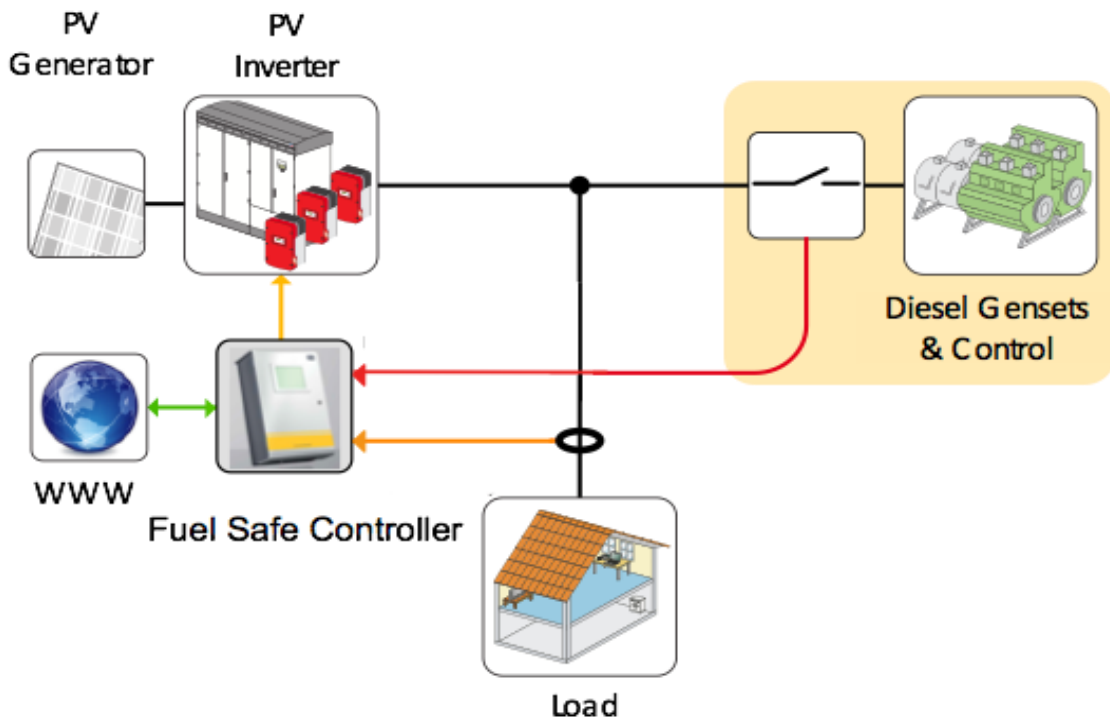 PV
Generator
PV
Inverter
Diesel Gensets
& Control
WWW
Fuel Safe Controller
Load